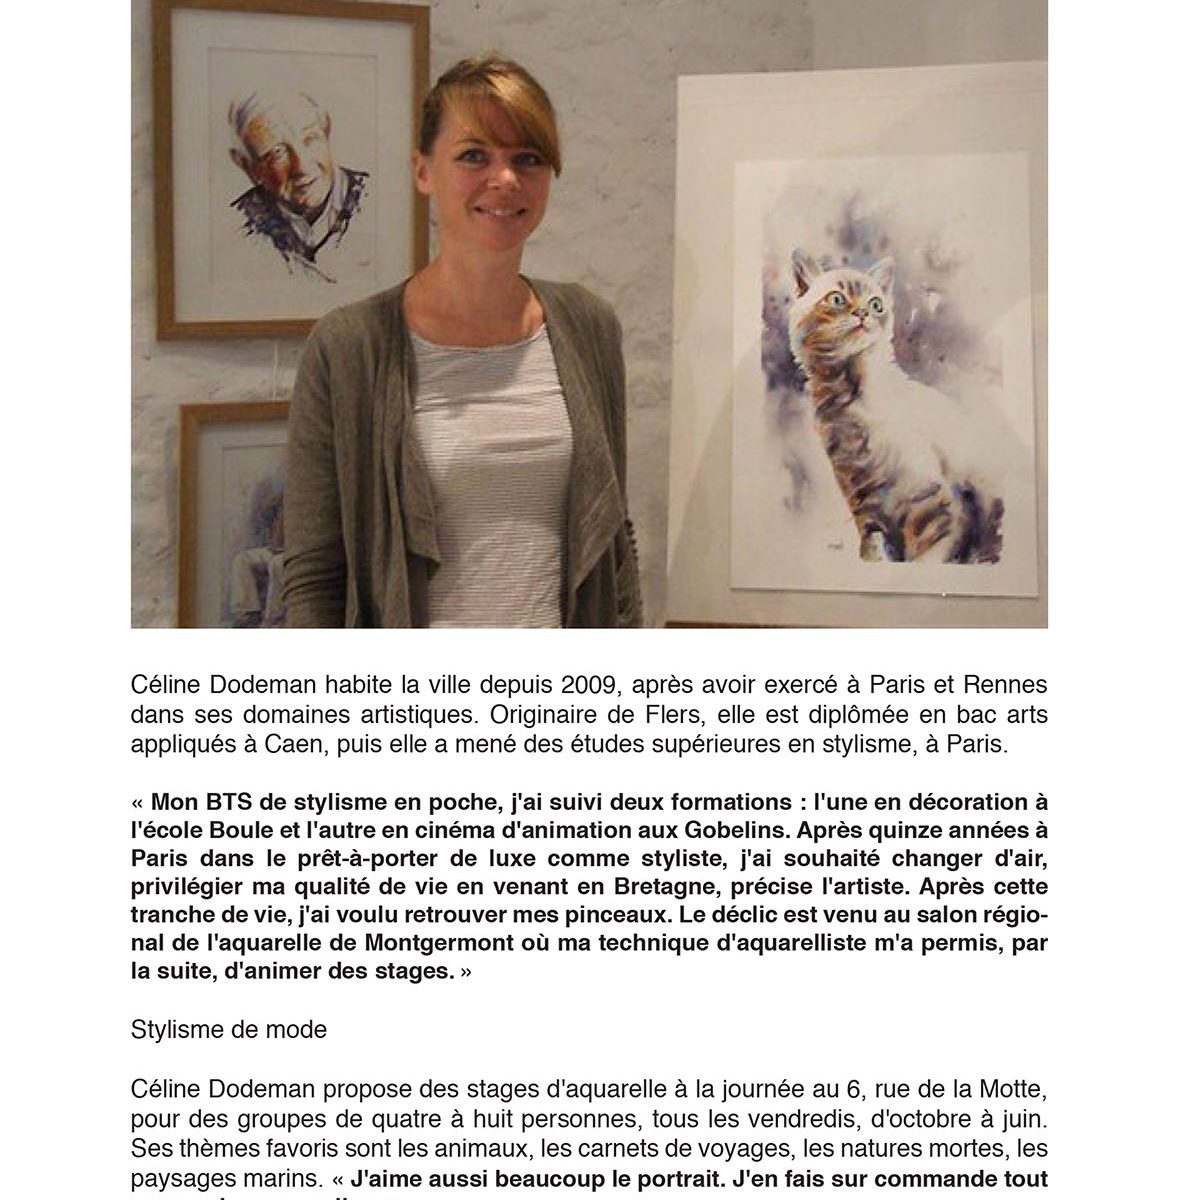 Céline Dodeman habite la ville depuis 2009, après avoir exercé à Paris et Rennes
dans ses domaines artistiques. Originaire de Flers, elle est diplômée en bac arts
appliqués à Caen, puis elle a mené des études supérieures en stylisme, à Paris.
« Mon BTS de stylisme en poche, j'ai suivi deux formations : l'une en décoration à
l'école Boule et l'autre en cinéma d'animation aux Gobelins. Après quinze années à
Paris dans le prêt-à-porter de luxe comme styliste, j'ai souhaité changer d'air,
privilégier ma qualité de vie en venant en Bretagne, précise l'artiste. Après cette
tranche de vie, j'ai voulu retrouver mes pinceaux. Le déclic est venu au salon régio-
nal de l'aquarelle de Montgermont où ma technique d'aquarelliste m'a permis, par
la suite, d'animer des stages. »
Stylisme de mode
Céline Dodeman propose des stages d'aquarelle à la journée au 6, rue de la Motte,
pour des groupes de quatre à huit personnes, tous les vendredis, d'octobre à juin.
Ses thèmes favoris sont les animaux, les carnets de voyages, les natures mortes, les
paysages marins. « J'aime aussi beaucoup le portrait. J'en fais sur commande tout